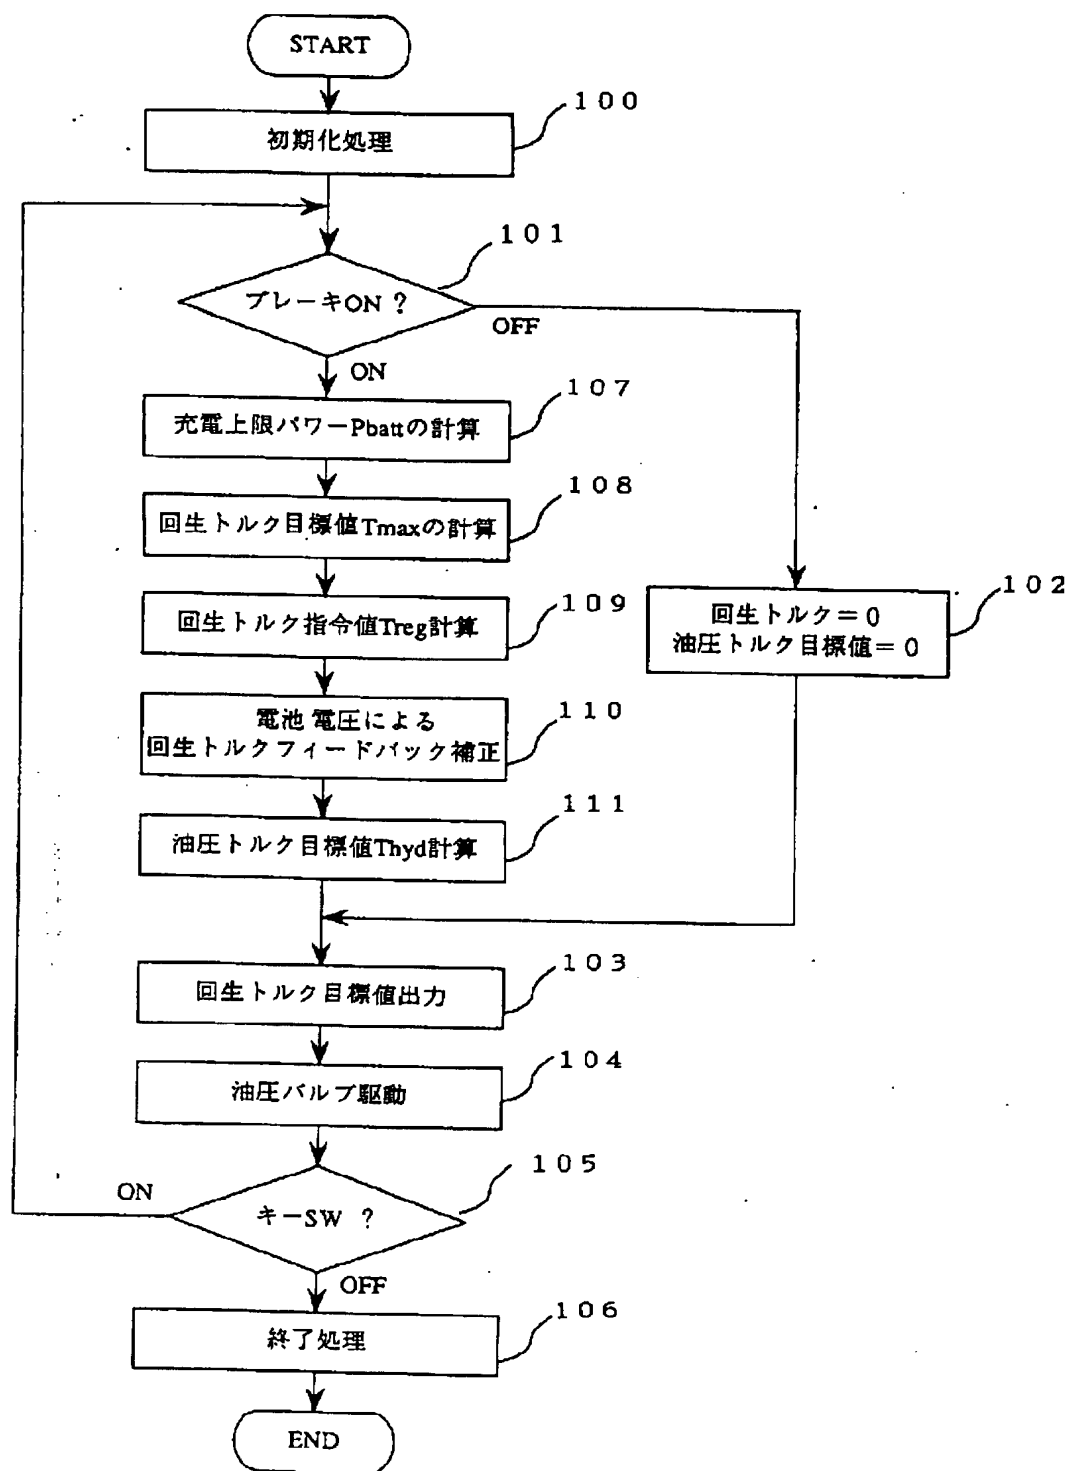 START
100
初期化処理
101
ブレーキON ?
OFF
ON
107
充電上限パワーPbattの計算
108
回生トルク目標値Tmaxの計算
109
回生トルク指令値Treg計算
102
回生トルク=0
油圧トルク目標値=0
110
電池電圧による
回生トルクフィードバック補正
111
油圧トルク目標値Thyd計算
103
回生トルク目標値出力
104
油圧バルブ駆動
105
ON
キーSW ?
OFF
106
終了処理
END